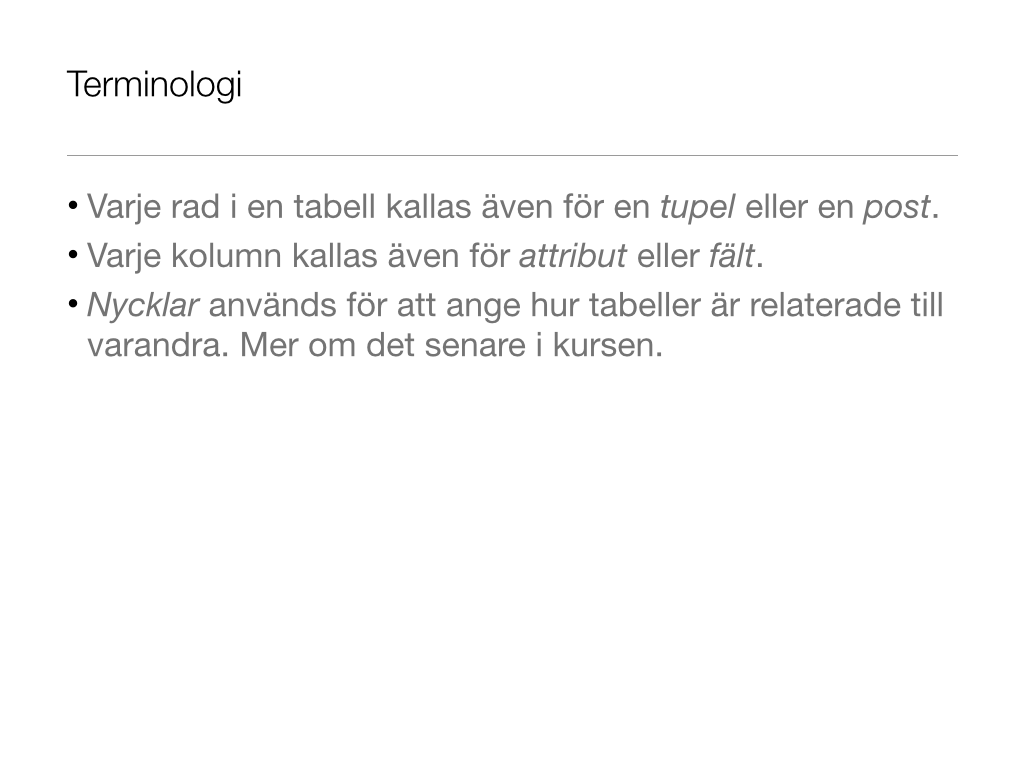 Terminologi
• Varje rad i en tabell kallas även för en tupel eller en post.
• Varje kolumn kallas även för attribut eller fält.
• Nycklar används för att ange hur tabeller är relaterade till
varandra. Mer om det senare i kursen.